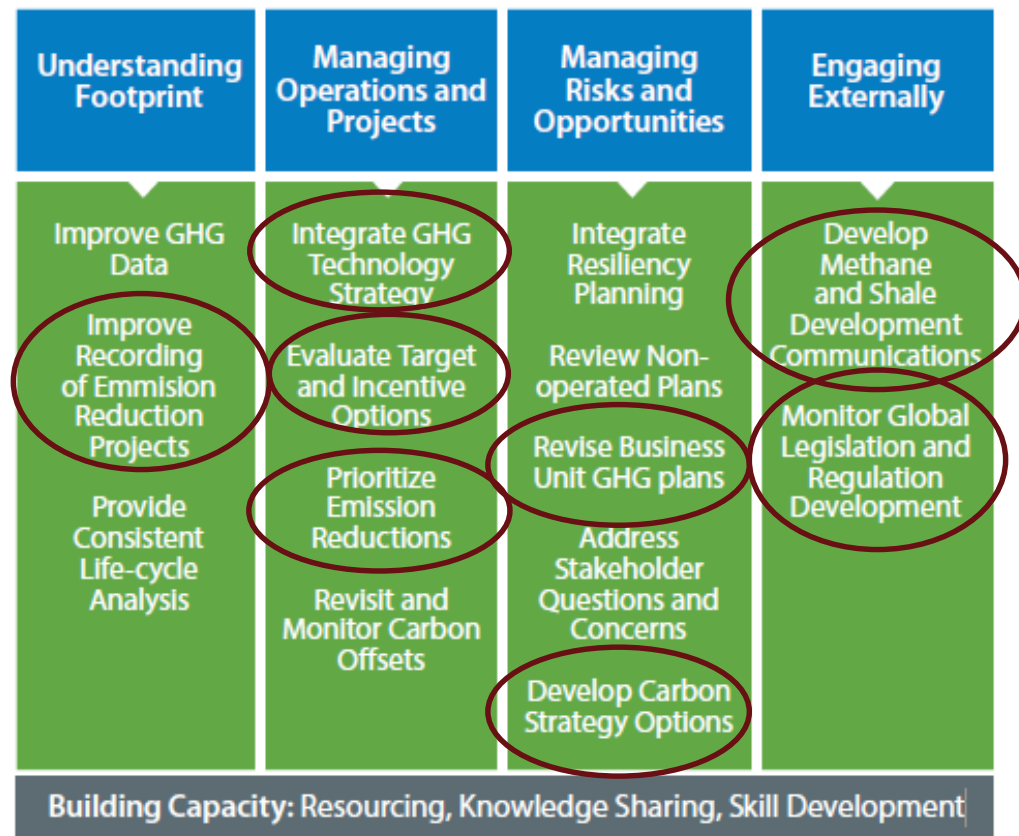 Understanding
Footprint
Managing
Operations and
Projects
Managing
Risks and
Opportunities
Engaging
Externally
Improve GHG
Data
Improve
Recording
of Emmision
Reduction
Projects
Provide
Consistent
Life-cycle
Analysis
Integrate GHG
Technology
Strategy
Evaluate Target
and Incentive
Options
Prioritize
Emission
Reductions
Revisit and
Monitor Carbon
Offsets
Integrate
Resiliency
Planning
Review Non-
operated Plans
Revise Business
Unit GHG plans
Address
Stakeholder
Questions and
Concerns
Develop Carbon
Strategy Options
Develop
Methane
and Shale
Development
Communications
Monitor Global
Legislation and
Regulation
Development
Building Capacity: Resourcing, Knowledge Sharing, Skill Development